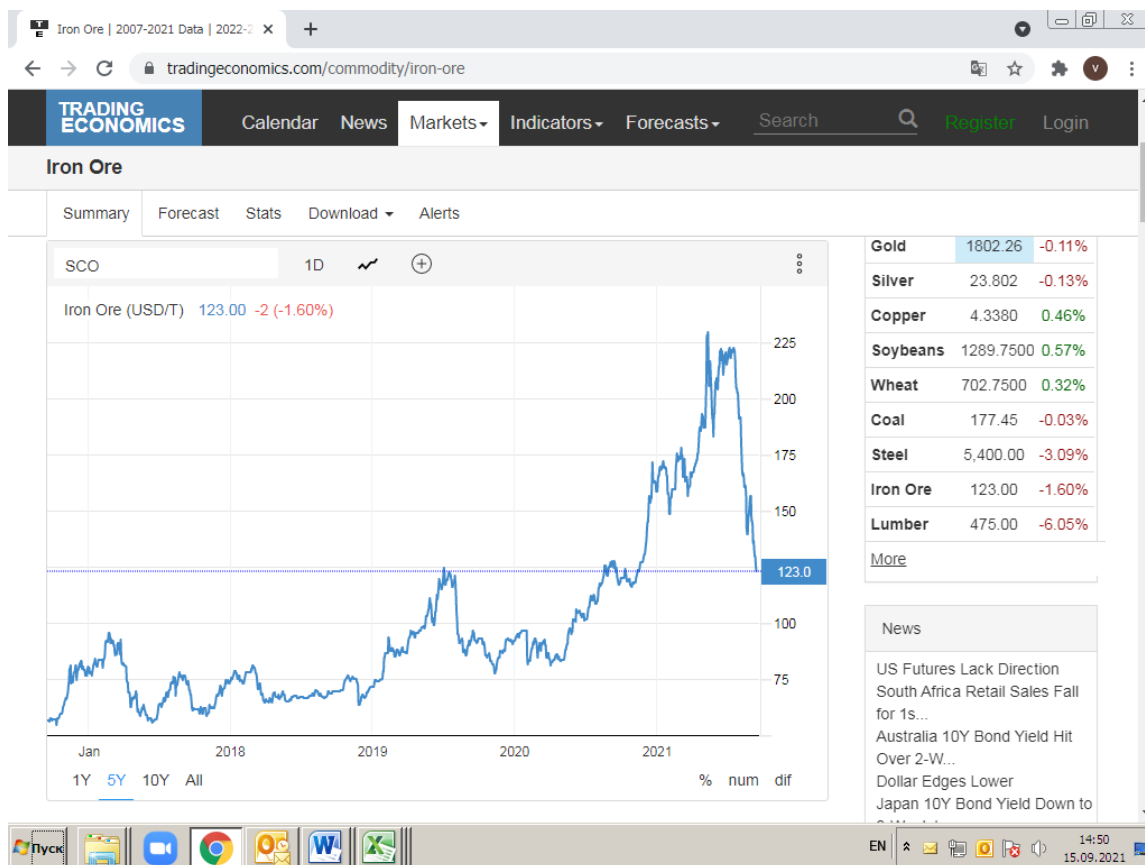 Iron Ore | 2007-2021 Data | 2022-2
tradingeconomics.com/commodity/iron-ore
V
TRADING
ECONOMICS
Calendar News Markets Indicators Forecasts Search Register Login
Iron Ore
Summary Forecast Stats Download Alerts
SCO 1D
Iron Ore (USD/T) 123.00 -2 (-1.60%)
225
200
175
150
123.0
100
75
Jan 2018 2019 2020 2021
1Y 5Y 10Y All % num dif
Gold 1802.26 -0.11%
Silver 23.802 -0.13%
Copper 4.3380 0.46%
Soybeans 1289.7500 0.57%
Wheat 702.7500 0.32%
Coal 177.45 -0.03%
Steel 5,400.00 -3.09%
Iron Ore 123.00 -1.60%
Lumber 475.00 -6.05%
More
News
US Futures Lack Direction
South Africa Retail Sales Fall
for 1s...
Australia 10Y Bond Yield Hit
Over 2-W...
Dollar Edges Lower
Japan 10Y Bond Yield Down to
Пуск
EN
14:50
15.09.2021